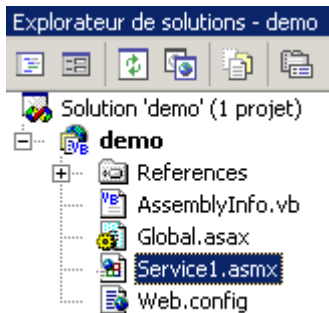 Explorateur de solutions - demo
Solution 'demo' (1 projet)
demo
References
AssemblyInfo.vb
Global.asax
Service1.asmx
Web.config